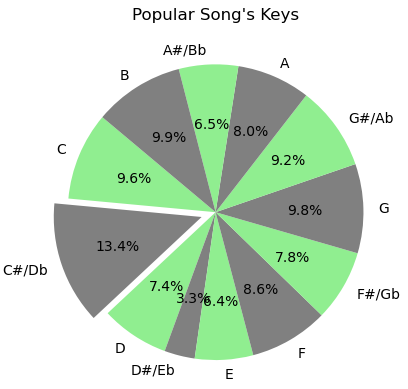 Popular Song's Keys
A#/Bb
A
B
G#/Ab
6.5%
8.0%
9.9%
9.2%
C
9.6%
9.8%
G
13.4%
7.8%
C#/Db
7.4%
3.3%
6.4%
8.6%
F#/Gb
D
D#/Eb
E
F